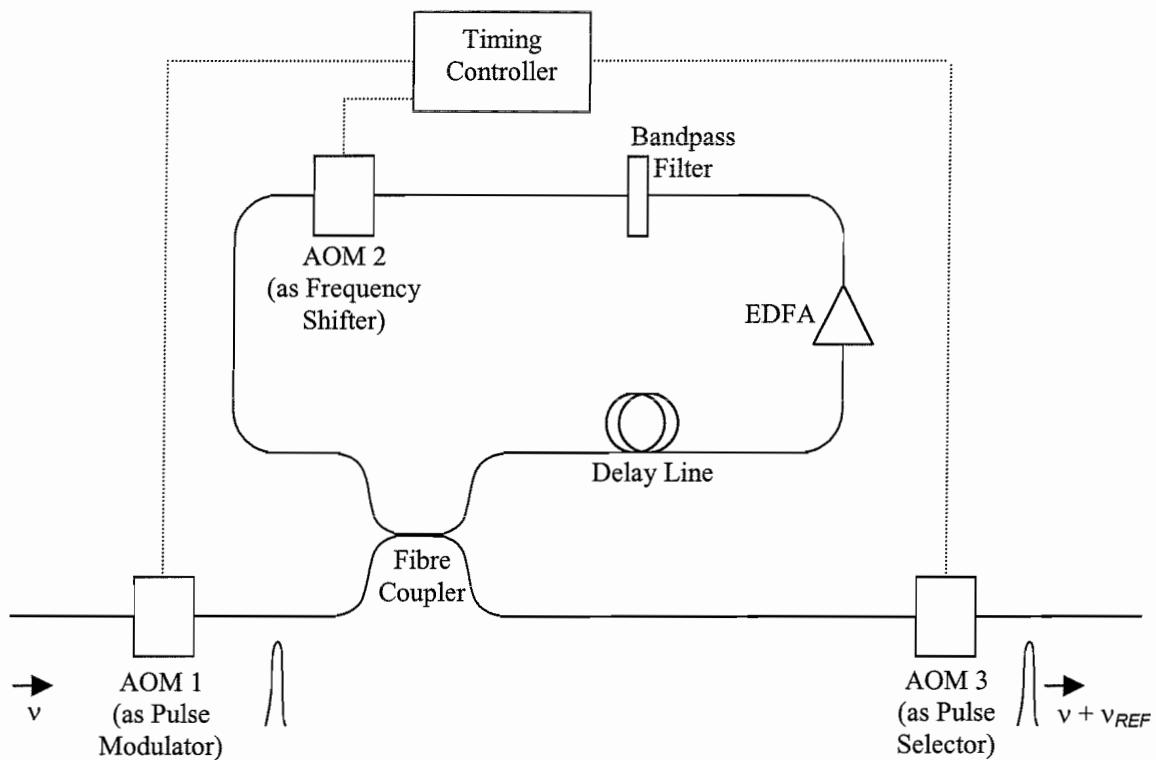 Timing
Controller
Bandpass
Filter
AOM 2
(as Frequency
Shifter)
EDFA
Delay Line
Fibre
Coupler
AOM 1
(as Pulse
Modulator)
ν
AOM 3
(as Pulse
Selector)
ν + νREF